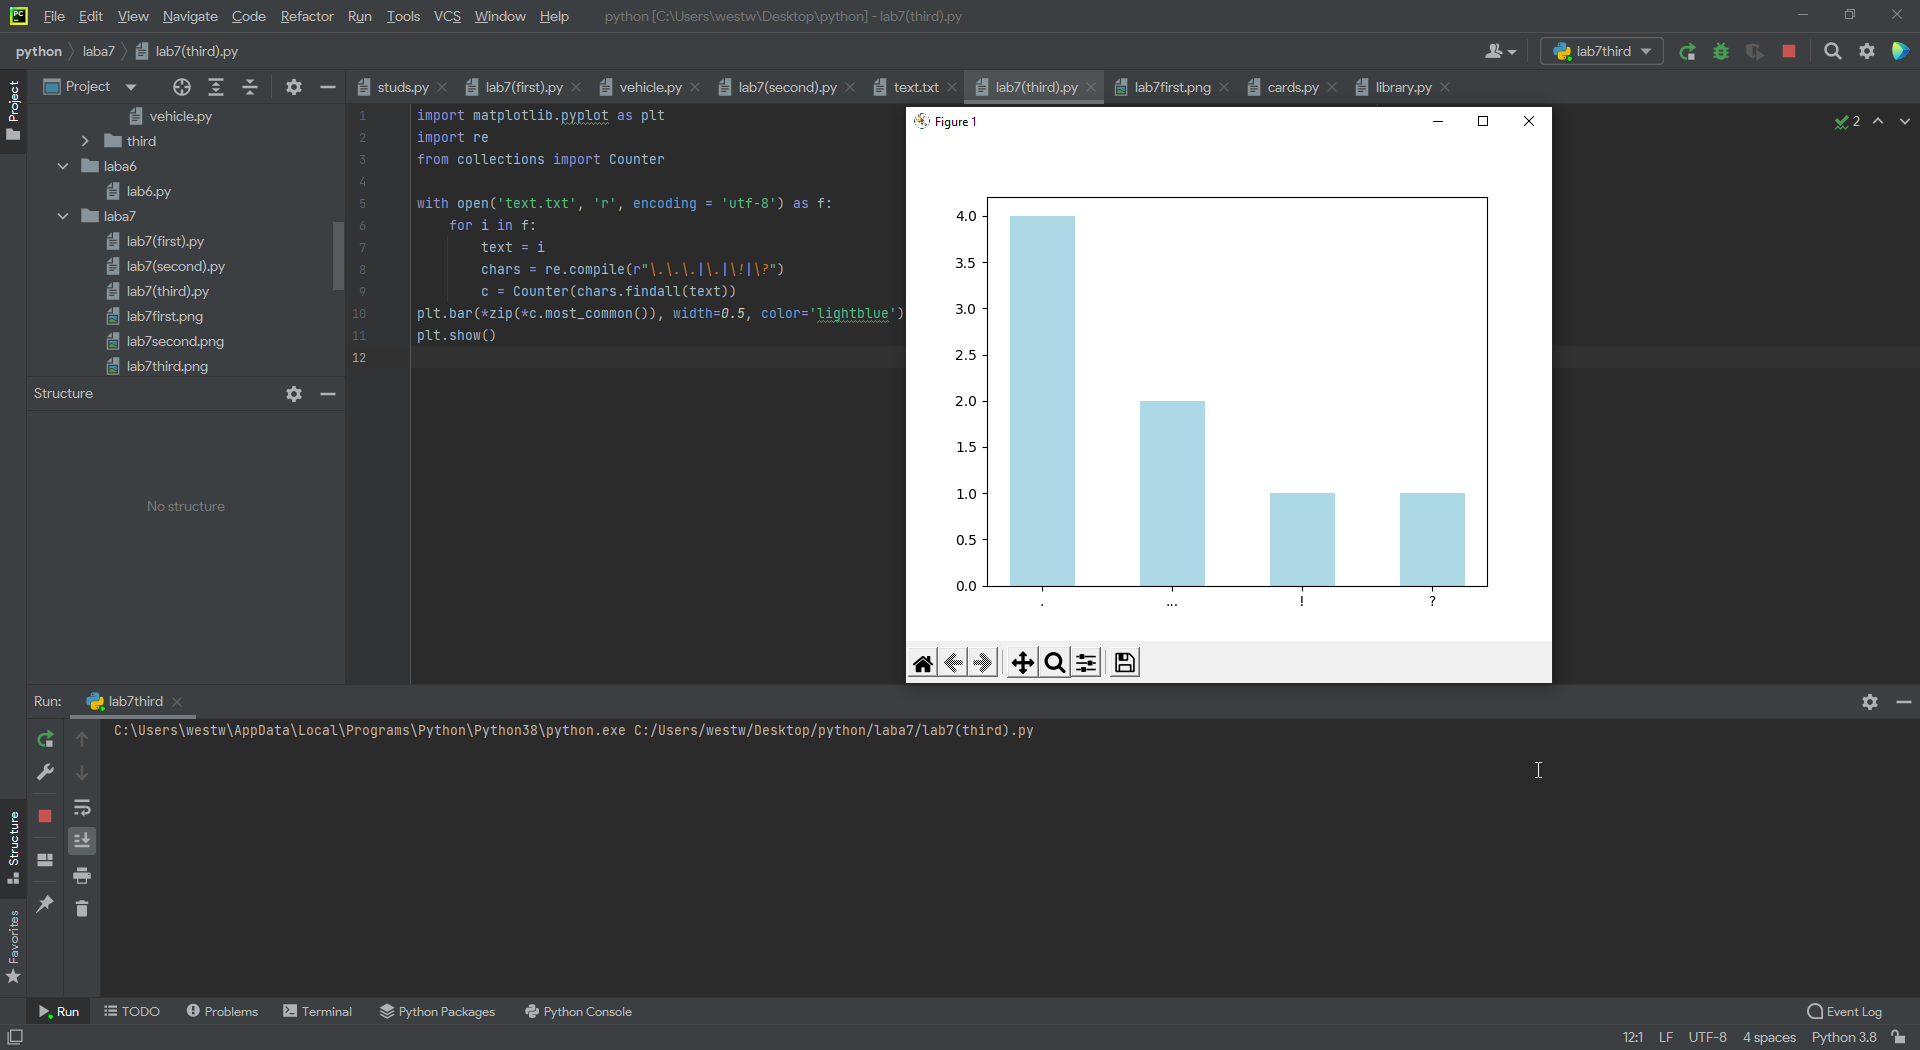 PC File Edit View Navigate Code Refactor Run Tools VCS Window Help python [C:\Users\westw\Desktop\python] - lab7(third).py
python laba7 lab7(third).py lab7third
Project
Project studs.py lab7(first).py vehicle.py lab7(second).py text.txt lab7(third).py lab7first.png cards.py library.py
vehicle.py
third
laba6
lab6.py
laba7
lab7(first).py
lab7(second).py
lab7(third).py
lab7first.png
lab7second.png
lab7third.png
Structure
No structure
1 import matplotlib.pyplot as plt
2 import re
3 from collections import Counter
4
5 with open('text.txt', 'r', encoding = 'utf-8') as f:
6 for i in f:
7 text = i
8 chars = re.compile(r"\.\.\.|\.|\!|\?")
9 c = Counter(chars.findall(text))
10 plt.bar(*zip(*c.most_common()), width=0.5, color='lightblue')
11 plt.show()
12
2
Figure 1
4.0
3.5
3.0
2.5
2.0
1.5
1.0
0.5
0.0
. ... ! ?
Run: lab7third
C:\Users\westw\AppData\Local\Programs\Python\Python38\python.exe C:/Users/westw/Desktop/python/laba7/lab7(third).py
Structure
Favorites
Run TODO Problems Terminal Python Packages Python Console Event Log
12:1 LF UTF-8 4 spaces Python 3.8